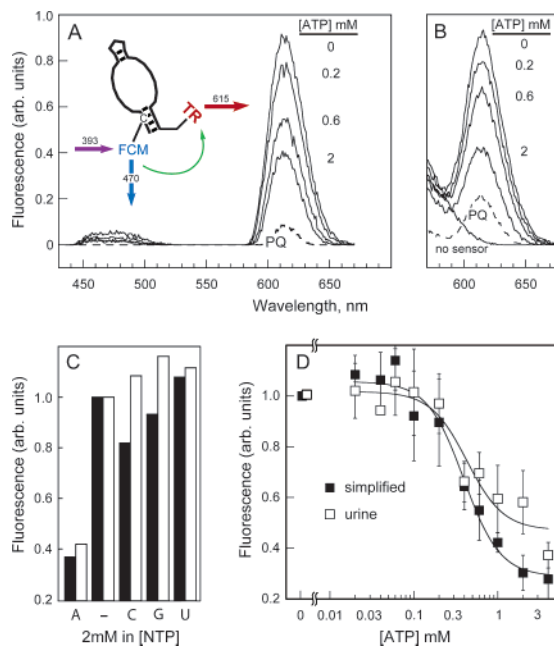 A
[ATP] mM
0
0.2
0.6
2
C
TR
615
393
FCM
470
PQ
1.0
0.8
0.6
0.4
0.2
0
Fluorescence (arb. units)
450
500
550
600
650
Wavelength, nm
B
[ATP] mM
0
0.2
0.6
2
PQ
no sensor
600
650
C
1.0
0.8
0.6
0.4
0.2
Fluorescence (arb. units)
A – C G U
2mM in [NTP]
D
1.0
0.8
0.6
0.4
0.2
Fluorescence (arb. units)
simplified
urine
0 0.01 0.03 0.1 0.3 1 3
[ATP] mM